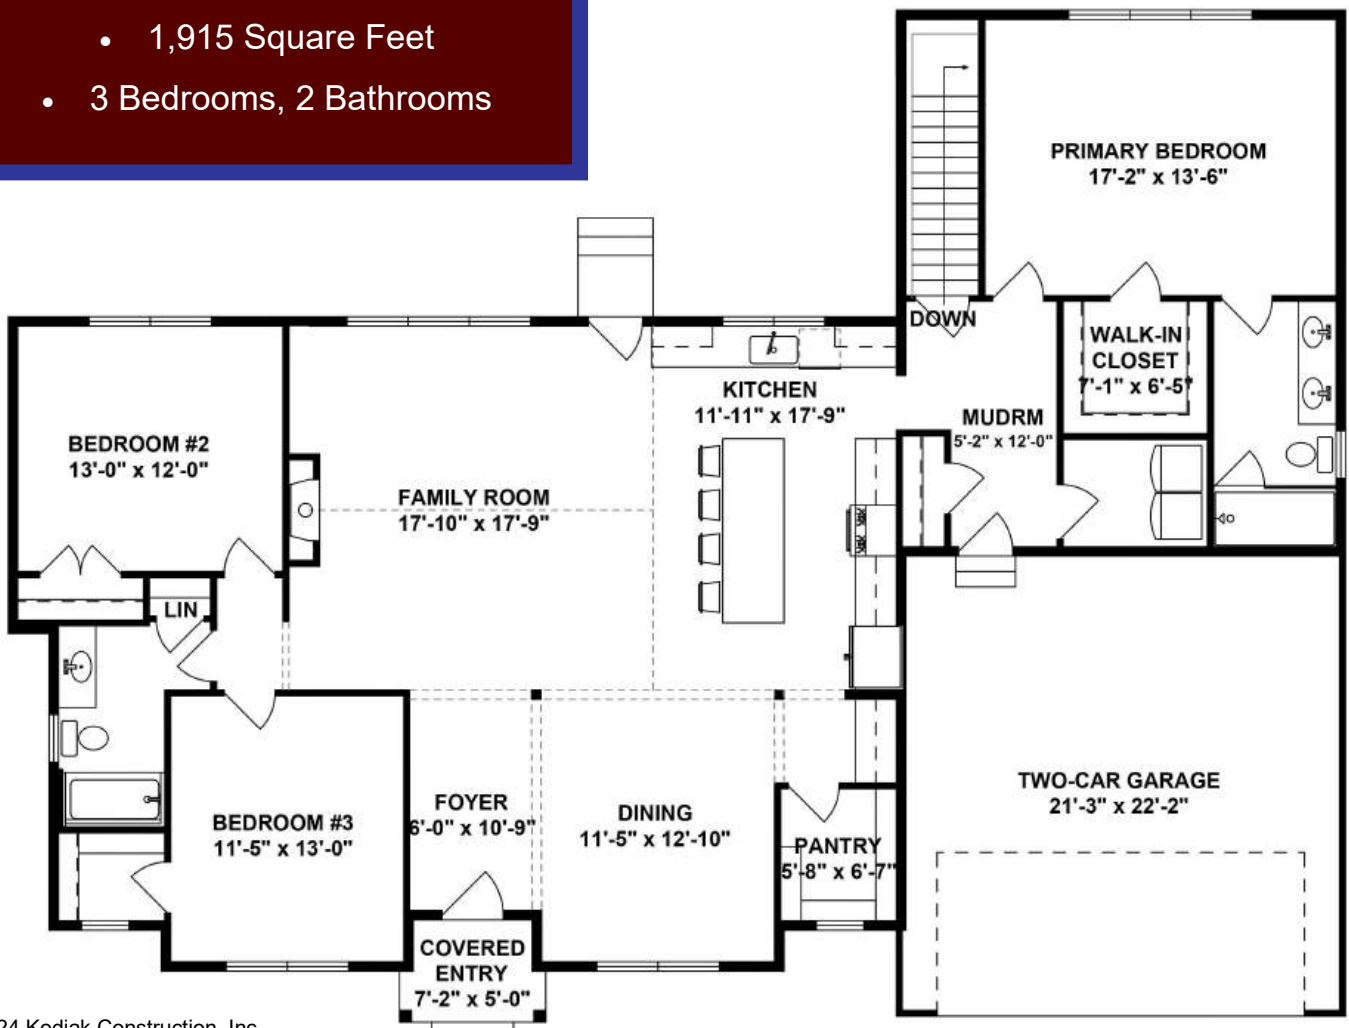 • 1,915 Square Feet
• 3 Bedrooms, 2 Bathrooms
PRIMARY BEDROOM
17'-2" x 13'-6"
DOWN
WALK-IN
CLOSET
7'-1" x 6'-5"
KITCHEN
11'-11" x 17'-9"
MUDRM
5'-2" x 12'-0"
BEDROOM #2
13'-0" x 12'-0"
FAMILY ROOM
17'-10" x 17'-9"
LIN
TWO-CAR GARAGE
21'-3" x 22'-2"
FOYER
6'-0" x 10'-9"
DINING
11'-5" x 12'-10"
BEDROOM #3
11'-5" x 13'-0"
PANTRY
5'-8" x 6'-7"
COVERED
ENTRY
7'-2" x 5'-0"
24 Kodiak Construction, Inc